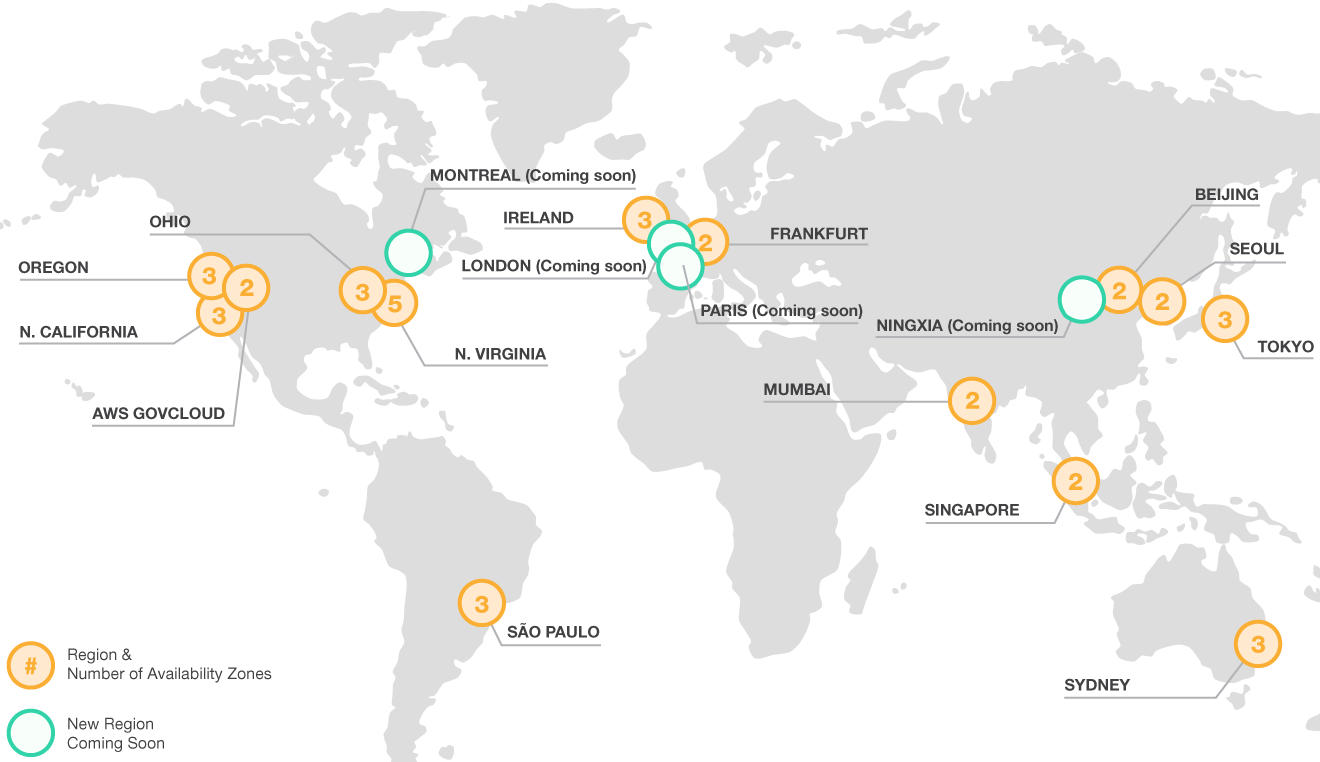 MONTREAL (Coming soon)
BEIJING
OHIO
IRELAND
3
FRANKFURT
2
SEOUL
OREGON
3
2
LONDON (Coming soon)
3
5
3
N. CALIFORNIA
PARIS (Coming soon)
NINGXIA (Coming soon)
2
2
3
TOKYO
N. VIRGINIA
AWS GOVCLOUD
MUMBAI
2
SINGAPORE
2
3
SÃO PAULO
3
SYDNEY
#
Region &
Number of Availability Zones
New Region
Coming Soon